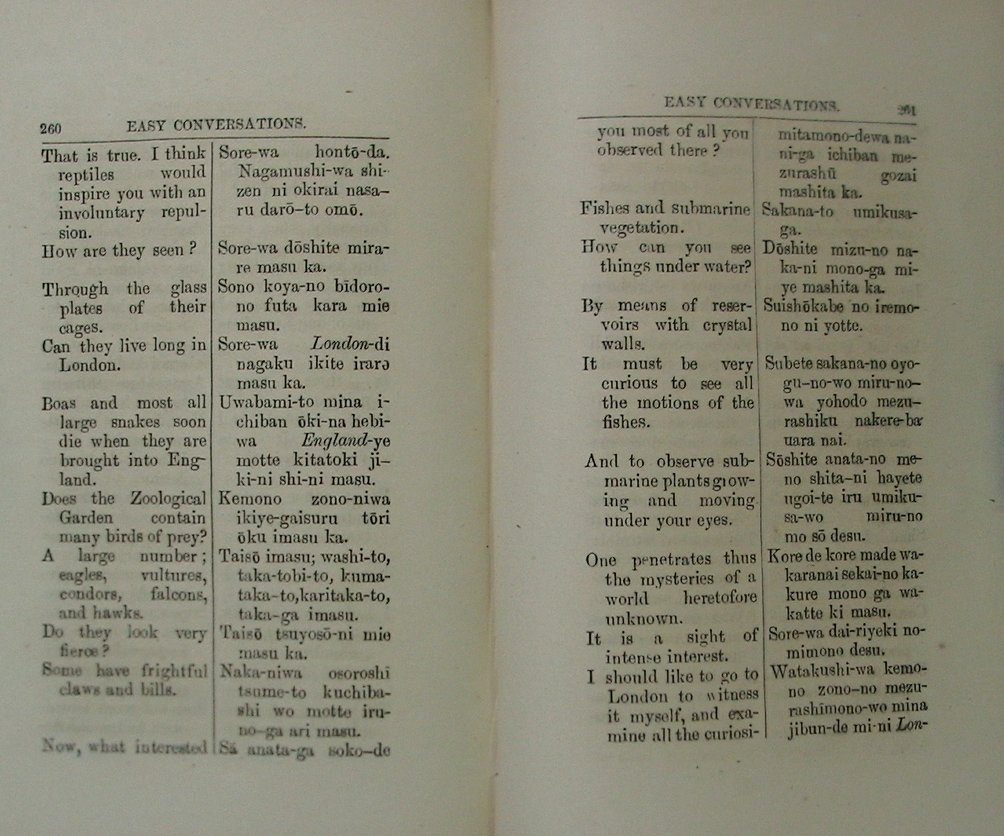 260
EASY CONVERSATIONS.
That is true. I think
reptiles would
inspire you with an
involuntary repul-
sion.
How are they seen ?
Through the glass
plates of their
cages.
Can they live long in
London.
Boas and most all
large snakes soon
die when they are
brought into Eng-
land.
Does the Zoological
Garden contain
many birds of prey?
A large number ;
eagles, vultures,
condors, falcons,
and hawks.
Do they look very
fierce ?
Some have frightful
claws and bills.
Now, what interested
Sore-wa hontō-da.
Nagamushi-wa shi-
zen ni okirai nasa-
ru darō-to omō.
Sore-wa dōshite mira-
re masu ka.
Sono koya-no bīdoro-
no futa kara mie
masu.
Sore-wa London-di
nagaku ikite irare
masu ka.
Uwabami-to mina i-
chiban ōki-na hebi-
wa England-ye
motte kitatoki ji-
ki-ni shi-ni masu.
Kemono zono-niwa
ikiye-gaisuru tōri
ōku imasu ka.
Taisō imasu; washi-to,
taka-tobi-to, kuma-
taka-to, karitaka-to,
taka-ga imasu.
Taisō tsuyosō-ni mie
masu ka.
Naka-niwa osoroshi
tsume-to kuchiba-
shi wo motte iru-
no-ga ari masu.
Sā anata-ga soko-de
EASY CONVERSATIONS.
261
you most of all you
observed there ?
Fishes and submarine
vegetation.
How can you see
things under water?
By means of reser-
voirs with crystal
walls.
It must be very
curious to see all
the motions of the
fishes.
And to observe sub-
marine plants grow-
ing and moving
under your eyes.
One penetrates thus
the mysteries of a
world heretofore
unknown.
It is a sight of
intense interest.
I should like to go to
London to witness
it myself, and exa-
mine all the curiosi-
mitamono-dewa na-
ni-ga ichiban me-
zurashū gozai
mashita ka.
Sakana-to umikusa-
ga.
Dōshite mizu-no na-
ka-ni mono-ga mi-
ye mashita ka.
Suishōkabe no iremo-
no ni yotte.
Subete sakana-no oyo-
gu-no-wo miru-no-
wa yohodo mezu-
rashiku nakere-ba
uara nai.
Sōshite anata-no me-
no shita-ni hayete
ugoi-te iru umiku-
sa-wo miru-no
mo sō desu.
Kore de kore made wa-
karanai sekai-no ka-
kure mono ga wa-
katte ki masu.
Sore-wa dai-riyeki no-
mimono desu.
Watakushi-wa kemo-
no zono-no mezu-
rashimono-wo mina
jibun-de mi-ni Lon-